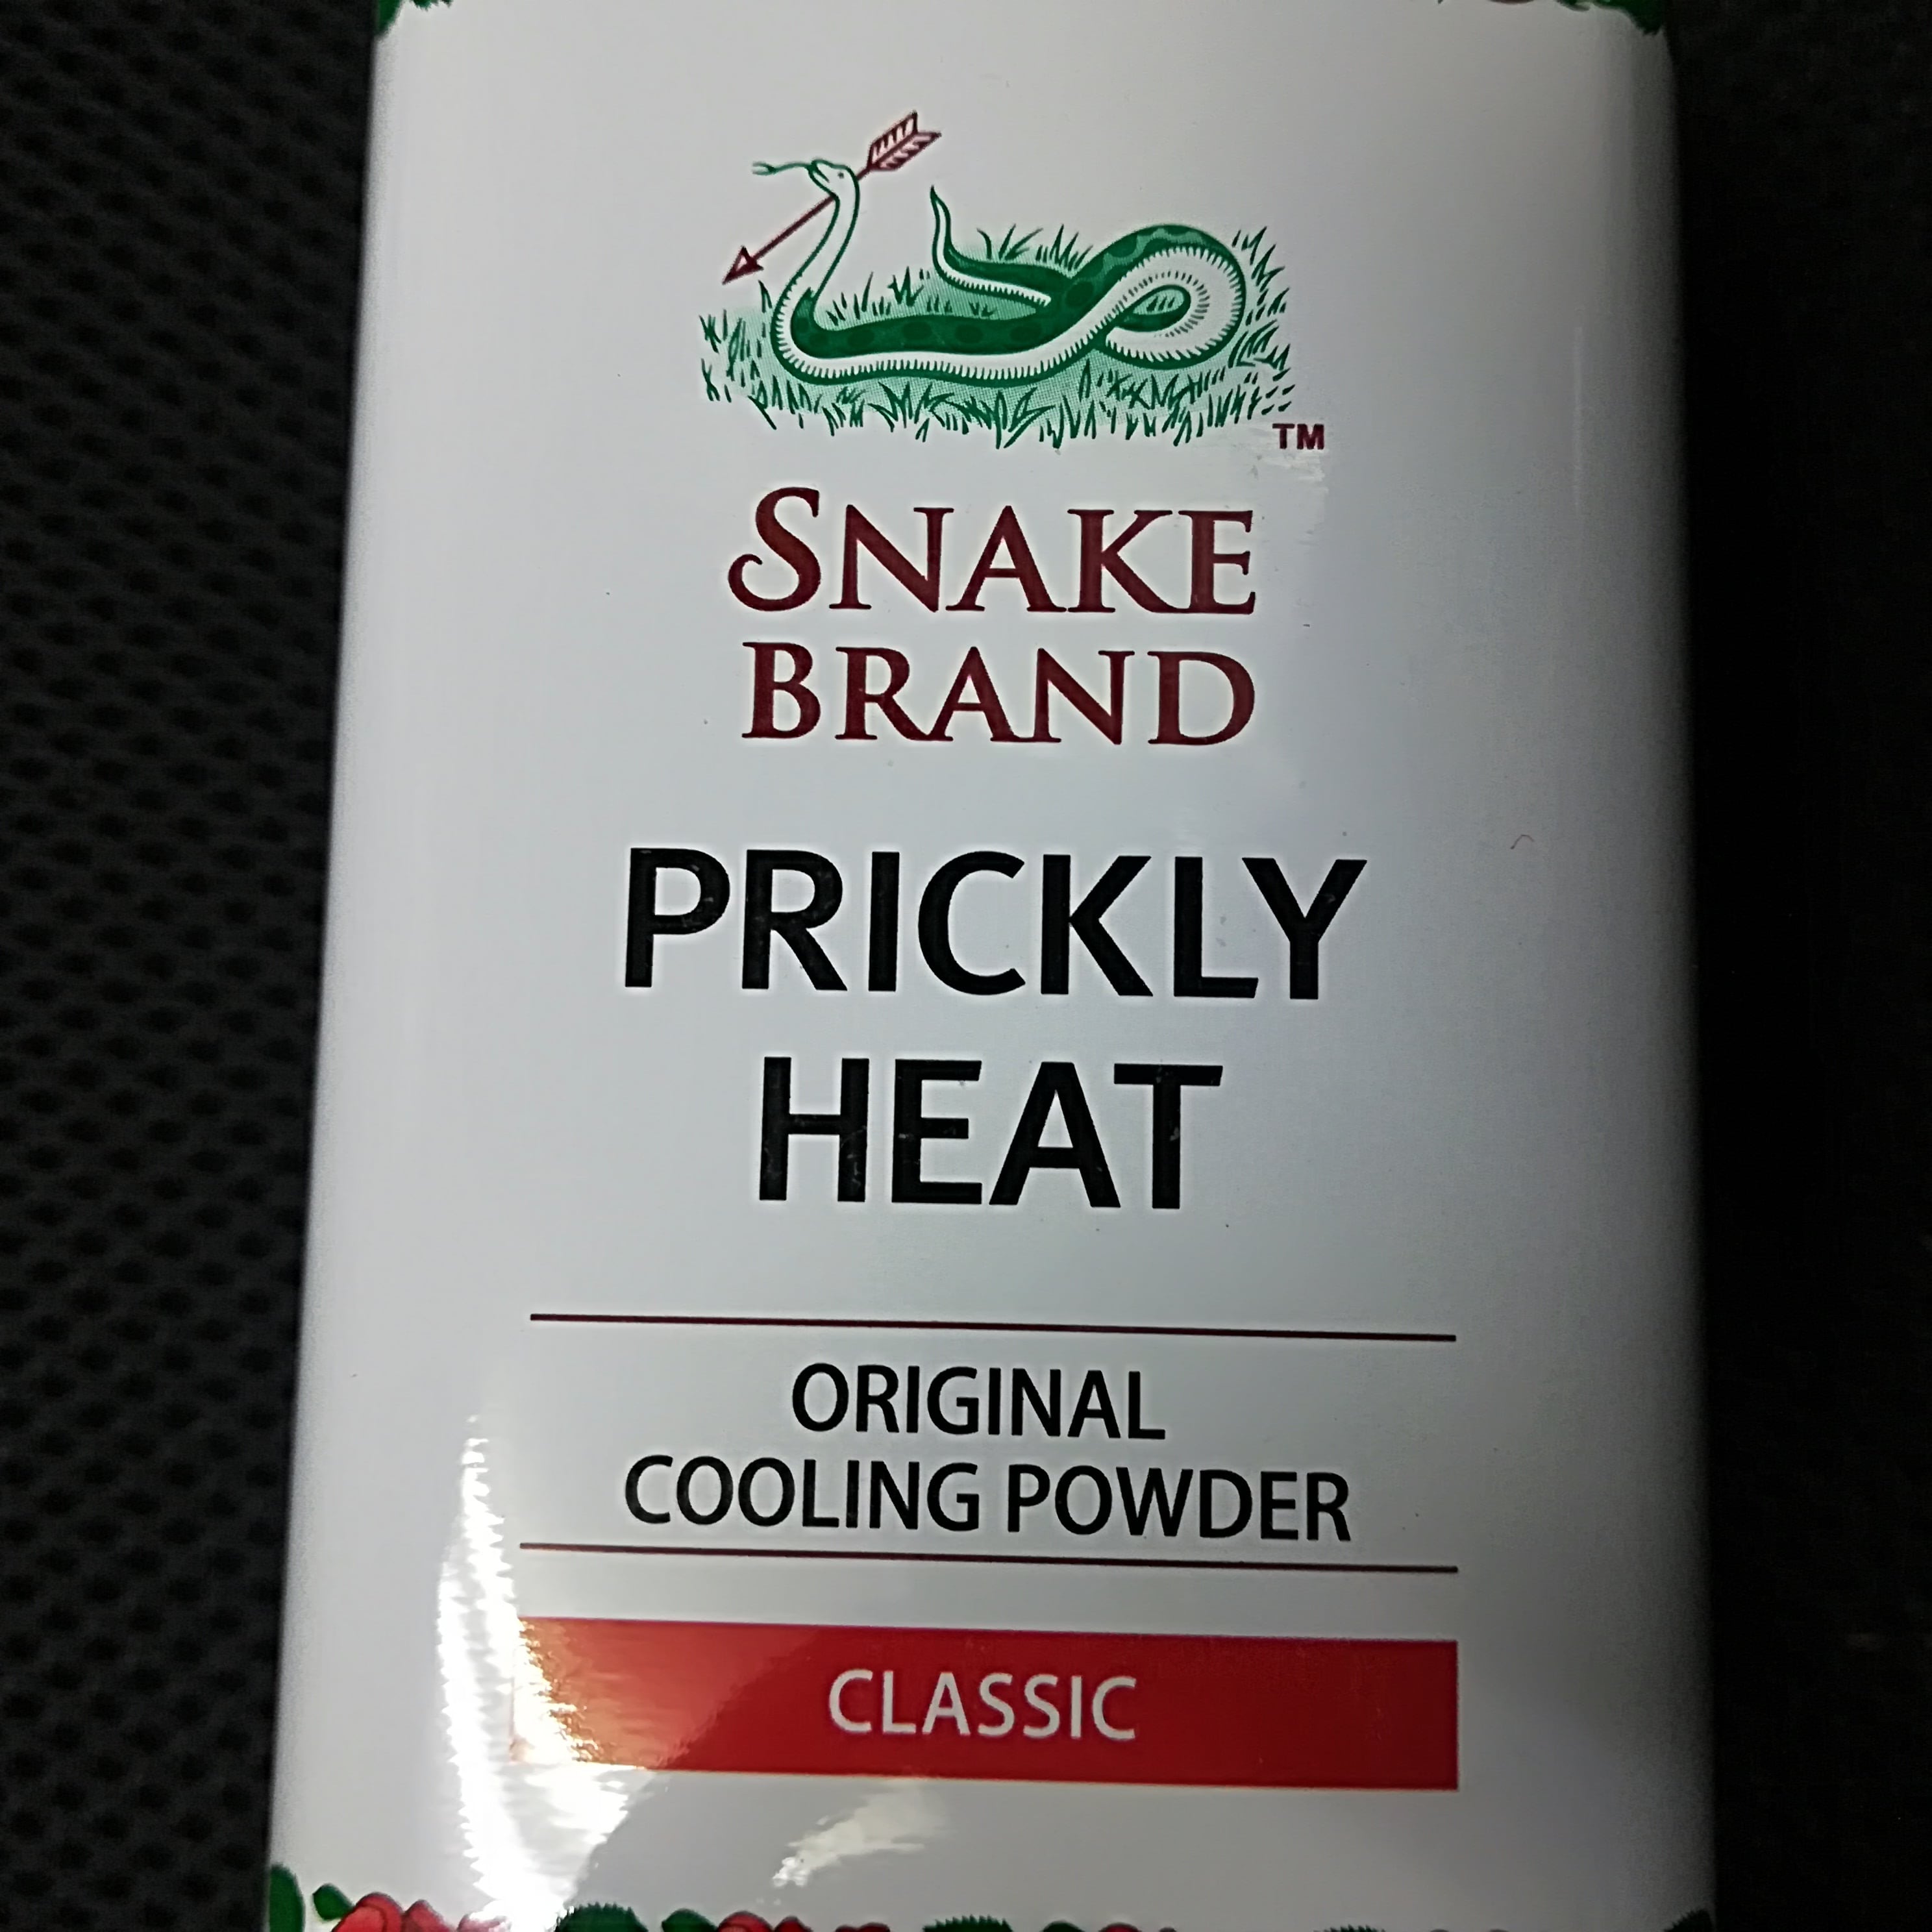 TM
SNAKE
BRAND
PRICKLY
HEAT
ORIGINAL
COOLING POWDER
CLASSIC